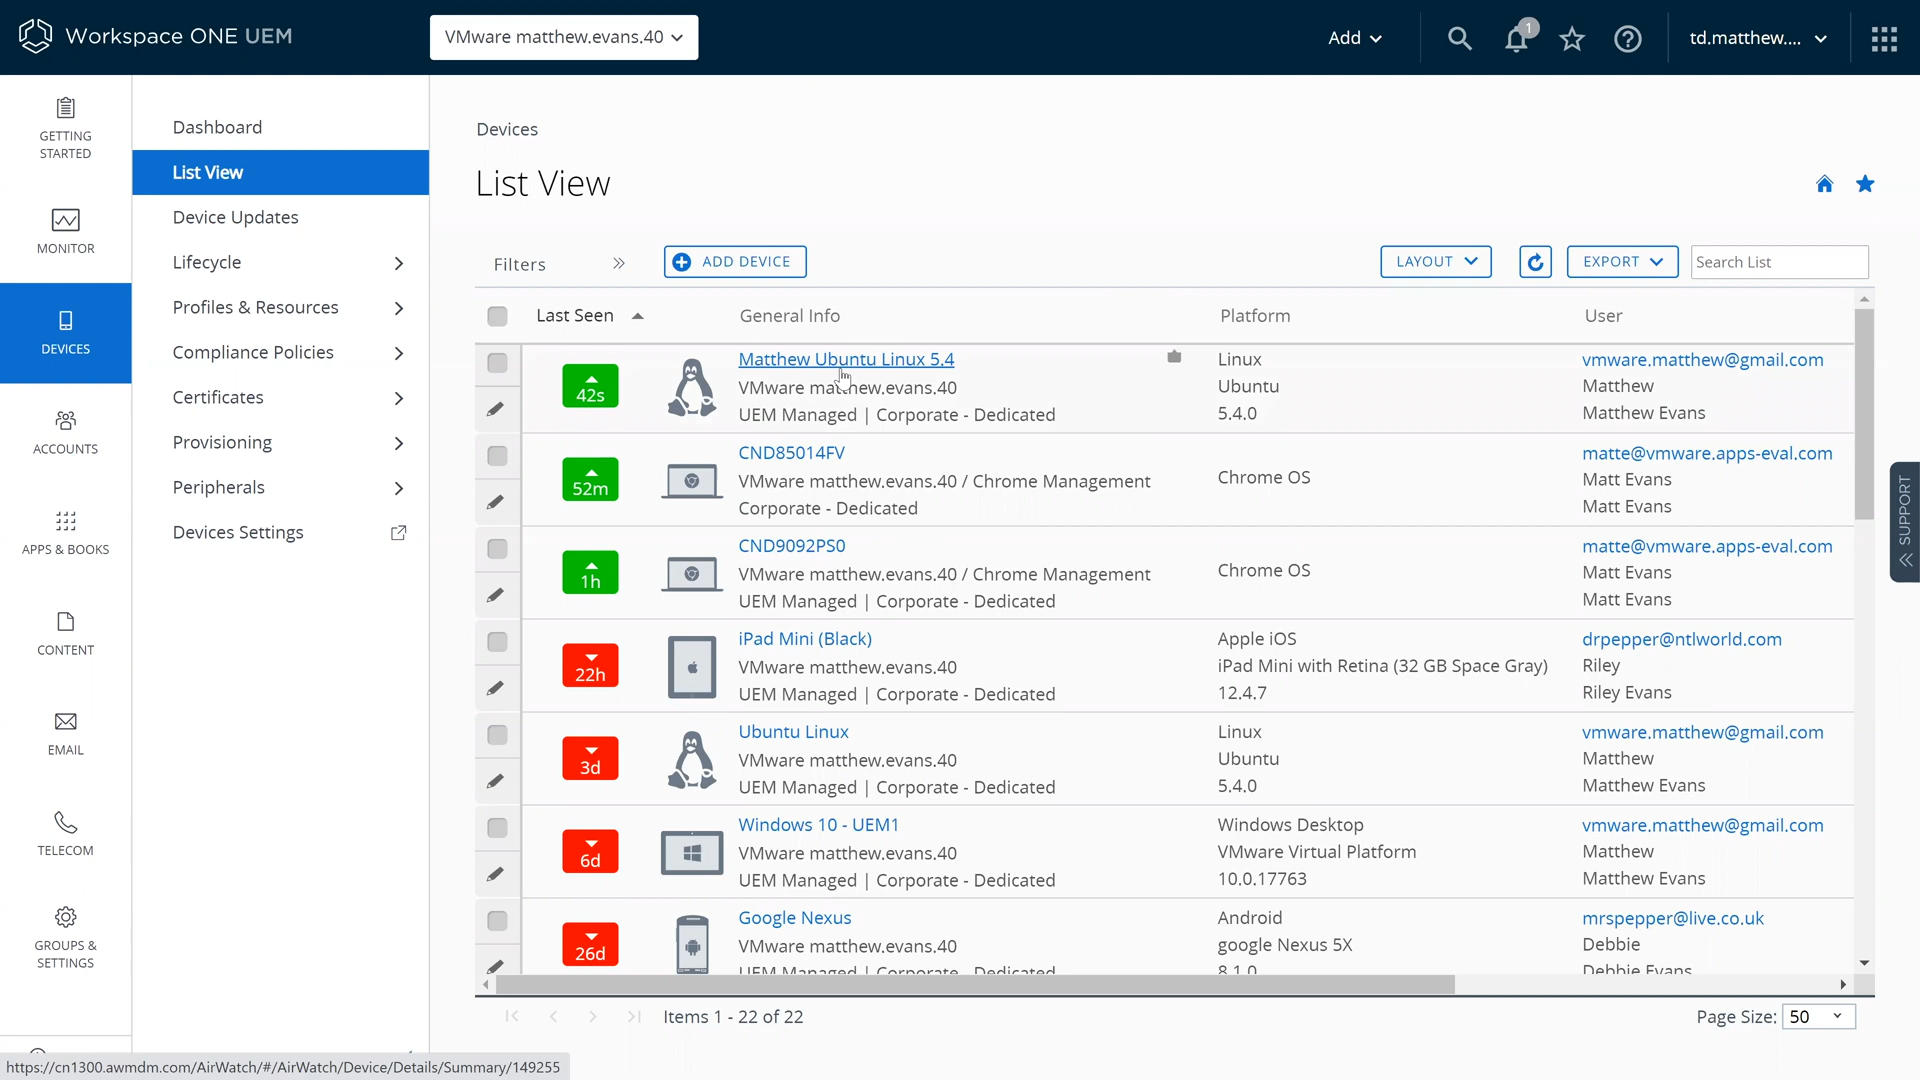 Workspace ONE UEM
VMware matthew.evans.40
Add
1
td.matthew....
GETTING
STARTED
MONITOR
DEVICES
ACCOUNTS
APPS & BOOKS
CONTENT
EMAIL
TELECOM
GROUPS &
SETTINGS
Dashboard
List View
Device Updates
Lifecycle
Profiles & Resources
Compliance Policies
Certificates
Provisioning
Peripherals
Devices Settings
Devices
List View
Filters
ADD DEVICE
LAYOUT
EXPORT
Search List
Last Seen
General Info
Platform
User
42s
Matthew Ubuntu Linux 5.4
VMware matthew.evans.40
UEM Managed | Corporate - Dedicated
Linux
Ubuntu
5.4.0
vmware.matthew@gmail.com
Matthew
Matthew Evans
52m
CND85014FV
VMware matthew.evans.40 / Chrome Management
Corporate - Dedicated
Chrome OS
matte@vmware.apps-eval.com
Matt Evans
Matt Evans
1h
CND9092PS0
VMware matthew.evans.40 / Chrome Management
UEM Managed | Corporate - Dedicated
Chrome OS
matte@vmware.apps-eval.com
Matt Evans
Matt Evans
22h
iPad Mini (Black)
VMware matthew.evans.40
UEM Managed | Corporate - Dedicated
Apple iOS
iPad Mini with Retina (32 GB Space Gray)
12.4.7
drpepper@ntlworld.com
Riley
Riley Evans
3d
Ubuntu Linux
VMware matthew.evans.40
UEM Managed | Corporate - Dedicated
Linux
Ubuntu
5.4.0
vmware.matthew@gmail.com
Matthew
Matthew Evans
6d
Windows 10 - UEM1
VMware matthew.evans.40
UEM Managed | Corporate - Dedicated
Windows Desktop
VMware Virtual Platform
10.0.17763
vmware.matthew@gmail.com
Matthew
Matthew Evans
26d
Google Nexus
VMware matthew.evans.40
UEM Managed | Corporate - Dedicated
Android
google Nexus 5X
8.1.0
mrspepper@live.co.uk
Debbie
Debbie Evans
Items 1 - 22 of 22
Page Size: 50
SUPPORT
https://cn1300.awmdm.com/AirWatch/#/AirWatch/Device/Details/Summary/149255